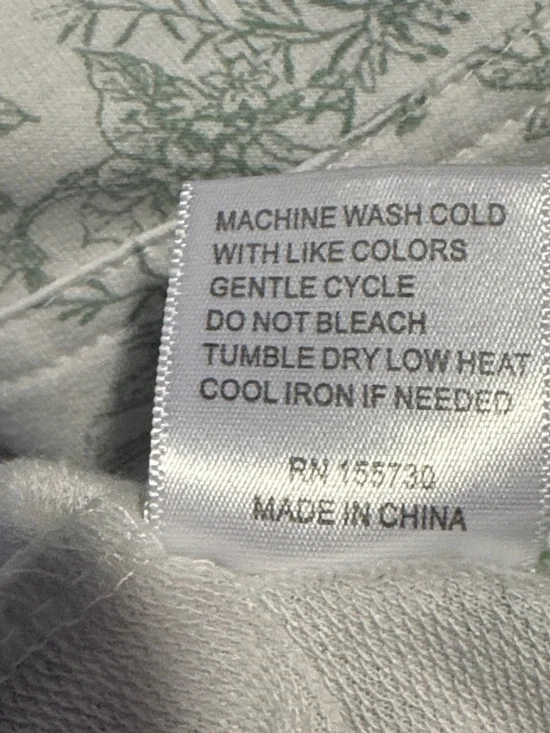 MACHINE WASH COLD
WITH LIKE COLORS
GENTLE CYCLE
DO NOT BLEACH
TUMBLE DRY LOW HEAT
COOL IRON IF NEEDED
RN 155730
MADE IN CHINA